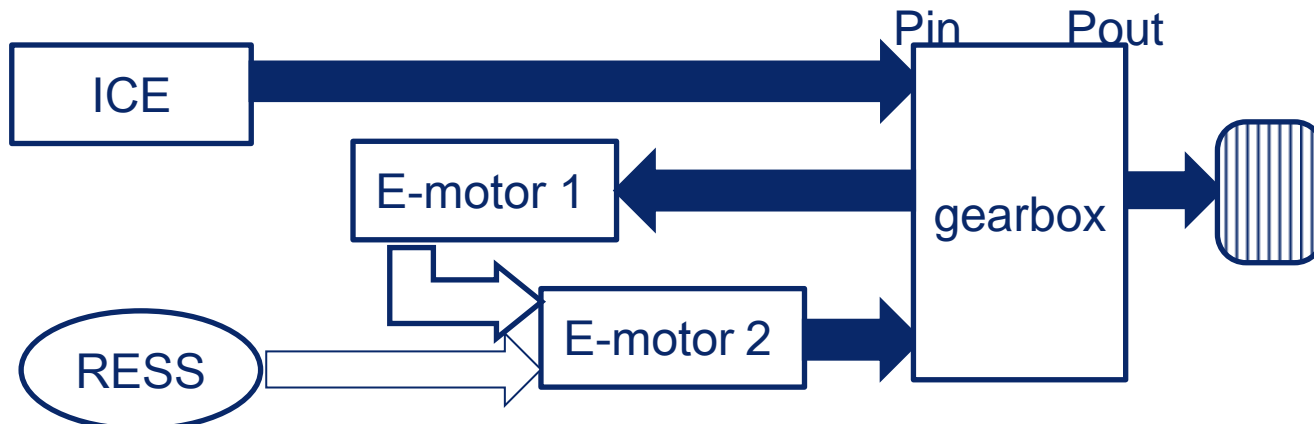 Pin Pout
ICE
E-motor 1
gearbox
E-motor 2
RESS